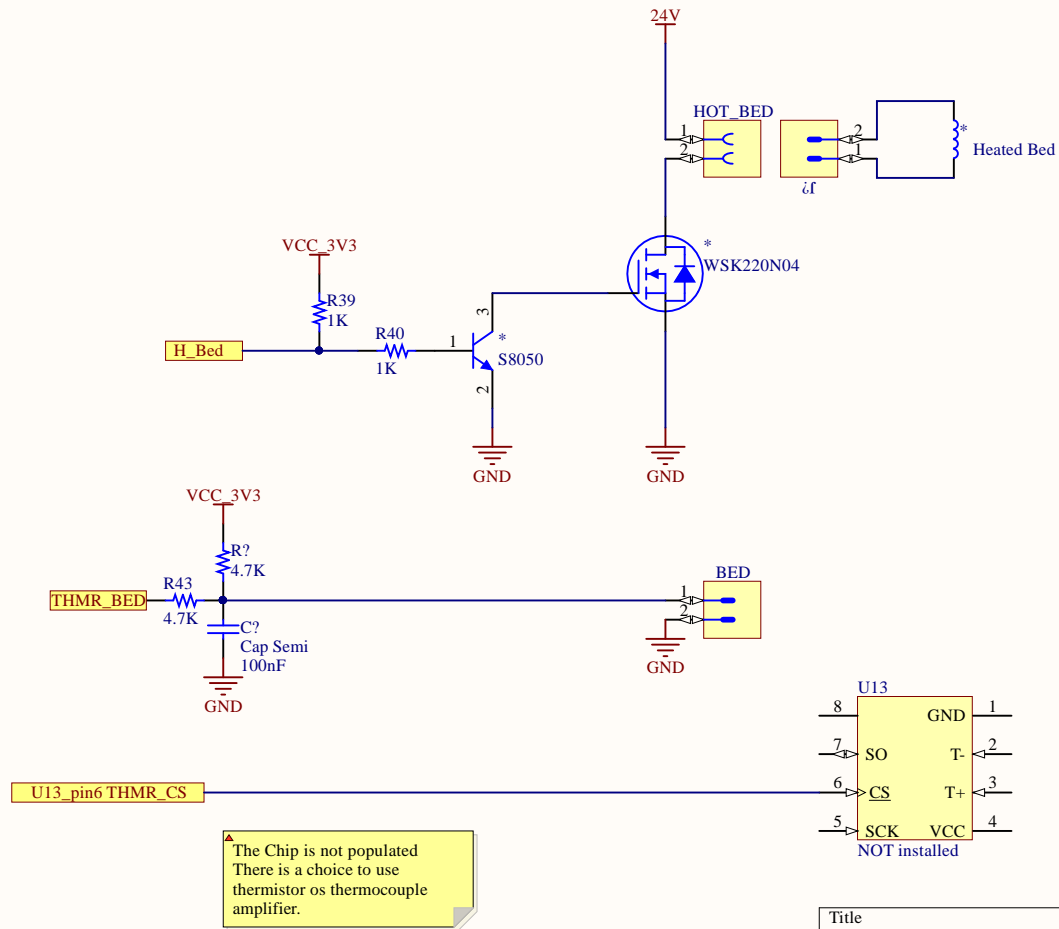 24V
HOT_BED
1
2
2
1
Heated Bed
*
J?
VCC_3V3
R39
1K
H_Bed
R40
1K
1
3
2
*
S8050
*
WSK220N04
GND
GND
VCC_3V3
R?
4.7K
THMR_BED
R43
4.7K
C?
Cap Semi
100nF
GND
BED
1
2
GND
U13
8
GND
1
7
SO
T-
2
U13_pin6 THMR_CS
6
CS
T+
3
5
SCK
VCC
4
NOT installed
The Chip is not populated
There is a choice to use
thermistor os thermocouple
amplifier.
Title